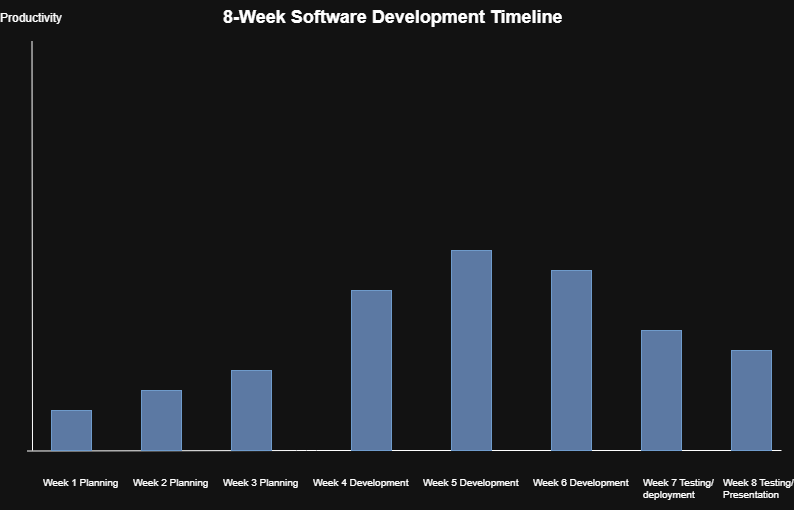 Productivity
8-Week Software Development Timeline
Week 1 Planning
Week 2 Planning
Week 3 Planning
Week 4 Development
Week 5 Development
Week 6 Development
Week 7 Testing/
deployment
Week 8 Testing/
Presentation